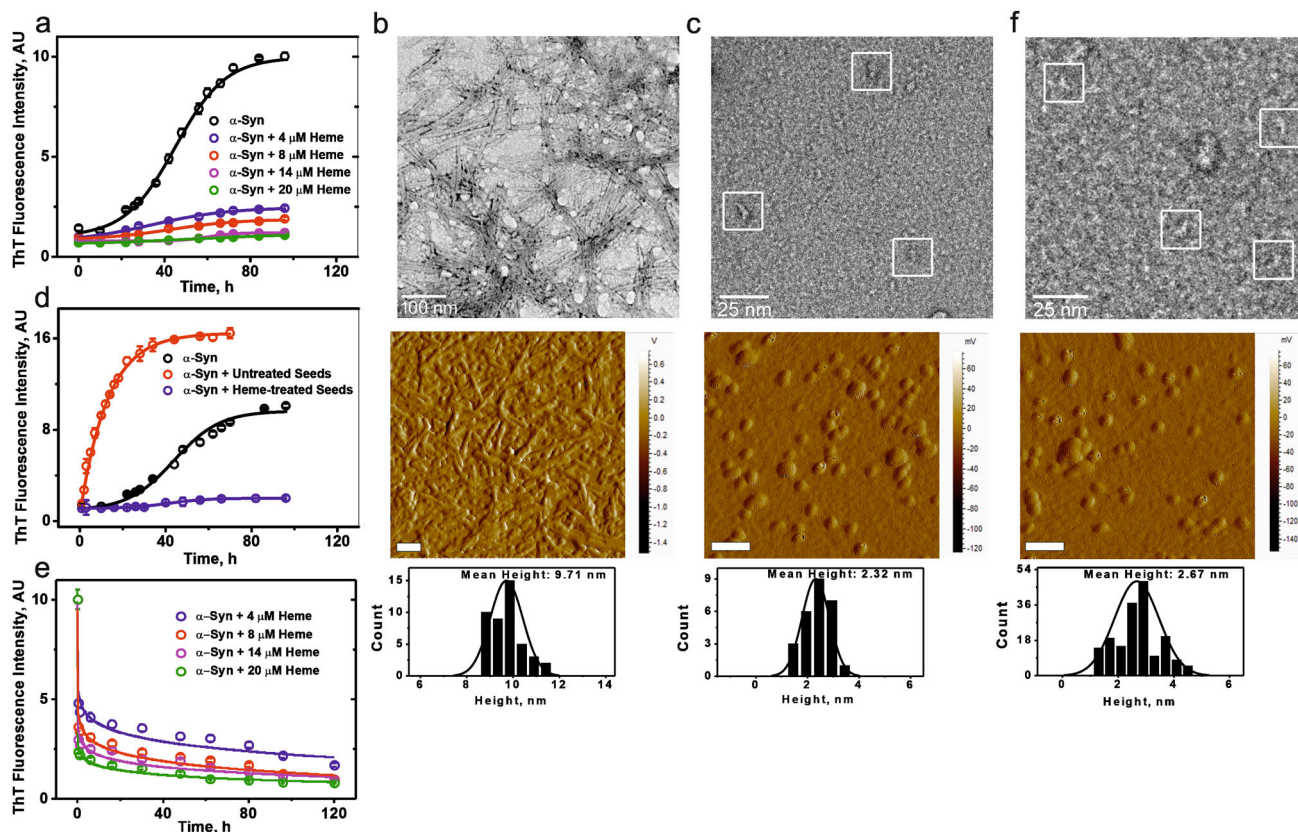 a
ThT Fluorescence Intensity, AU
10
5
0
α-Syn
α-Syn + 4 μM Heme
α-Syn + 8 μM Heme
α-Syn + 14 μM Heme
α-Syn + 20 μM Heme
0 40 80 120
Time, h
b
100 nm
V
0.6
0.4
0.2
0.0
-0.2
-0.4
-0.6
-0.8
-1.0
-1.2
-1.4
Mean Height: 9.71 nm
Count
15
10
5
0
6 8 10 12 14
Height, nm
c
25 nm
mV
100
80
60
40
20
0
-20
-40
-60
-80
-100
-120
Mean Height: 2.32 nm
Count
9
6
3
0
0 2 4 6
Height, nm
f
25 nm
mV
140
120
100
80
60
40
20
0
-20
-40
-60
-80
-100
-140
Mean Height: 2.67 nm
Count
54
36
18
0
0 2 4 6
Height, nm
d
ThT Fluorescence Intensity, AU
16
8
0
α-Syn
α-Syn + Untreated Seeds
α-Syn + Heme-treated Seeds
0 40 80 120
Time, h
e
ThT Fluorescence Intensity, AU
10
5
0
α-Syn + 4 μM Heme
α-Syn + 8 μM Heme
α-Syn + 14 μM Heme
α-Syn + 20 μM Heme
0 40 80 120
Time, h